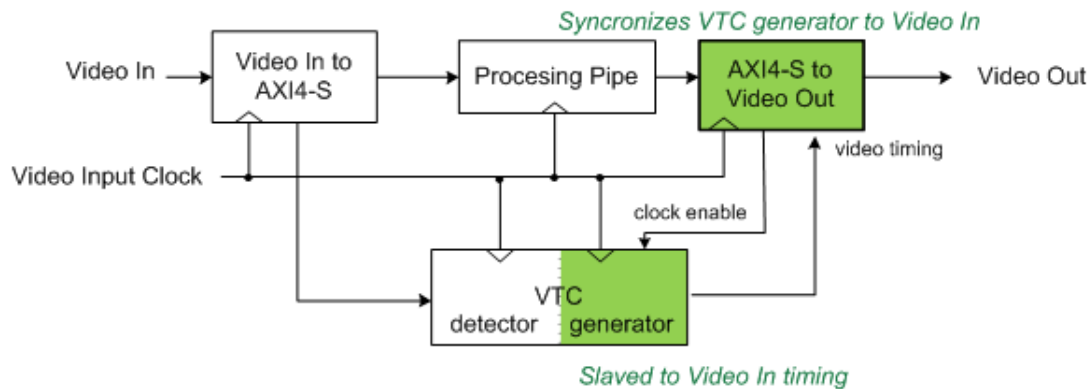 Syncronizes VTC generator to Video In
Video In
Video In to
AXI4-S
Procesing Pipe
AXI4-S to
Video Out
Video Out
video timing
Video Input Clock
clock enable
VTC
detector
generator
Slaved to Video In timing